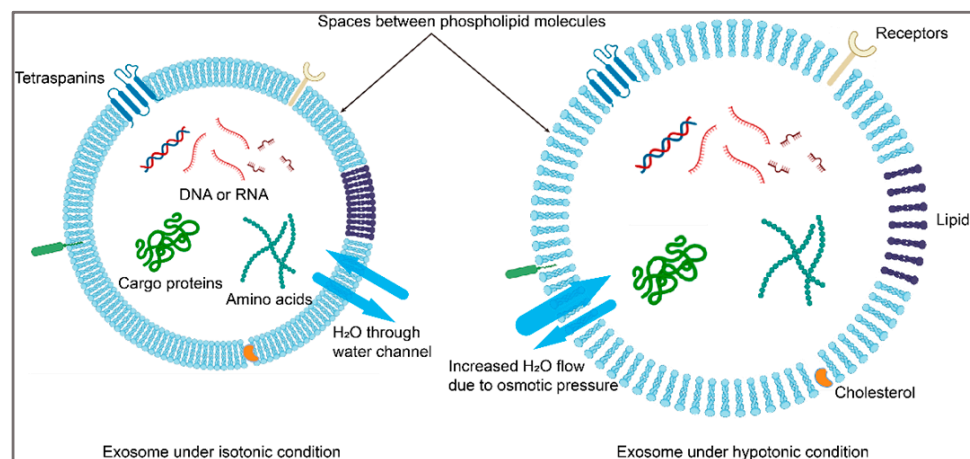 Spaces between phospholipid molecules
Receptors
Tetraspanins
DNA or RNA
Lipid
Cargo proteins
Amino acids
H₂O through
water channel
Increased H₂O flow
due to osmotic pressure
Cholesterol
Exosome under isotonic condition
Exosome under hypotonic condition